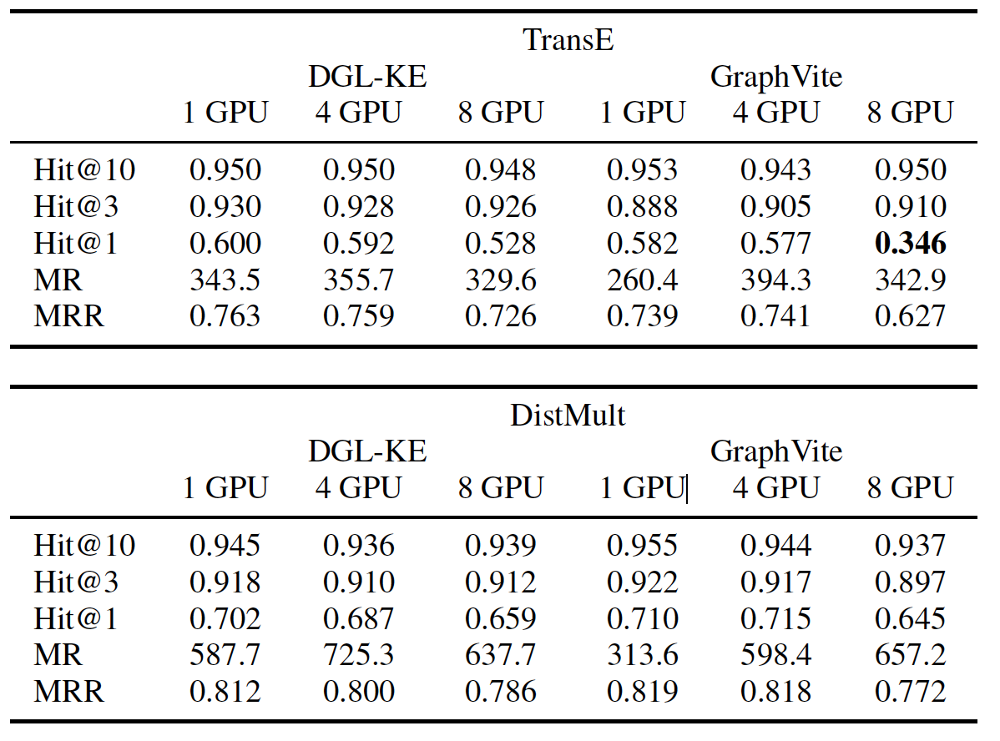 TransE
DGL-KE GraphVite
1 GPU 4 GPU 8 GPU 1 GPU 4 GPU 8 GPU
Hit@10 0.950 0.950 0.948 0.953 0.943 0.950
Hit@3 0.930 0.928 0.926 0.888 0.905 0.910
Hit@1 0.600 0.592 0.528 0.582 0.577 0.346
MR 343.5 355.7 329.6 260.4 394.3 342.9
MRR 0.763 0.759 0.726 0.739 0.741 0.627
DistMult
DGL-KE GraphVite
1 GPU 4 GPU 8 GPU 1 GPU 4 GPU 8 GPU
Hit@10 0.945 0.936 0.939 0.955 0.944 0.937
Hit@3 0.918 0.910 0.912 0.922 0.917 0.897
Hit@1 0.702 0.687 0.659 0.710 0.715 0.645
MR 587.7 725.3 637.7 313.6 598.4 657.2
MRR 0.812 0.800 0.786 0.819 0.818 0.772